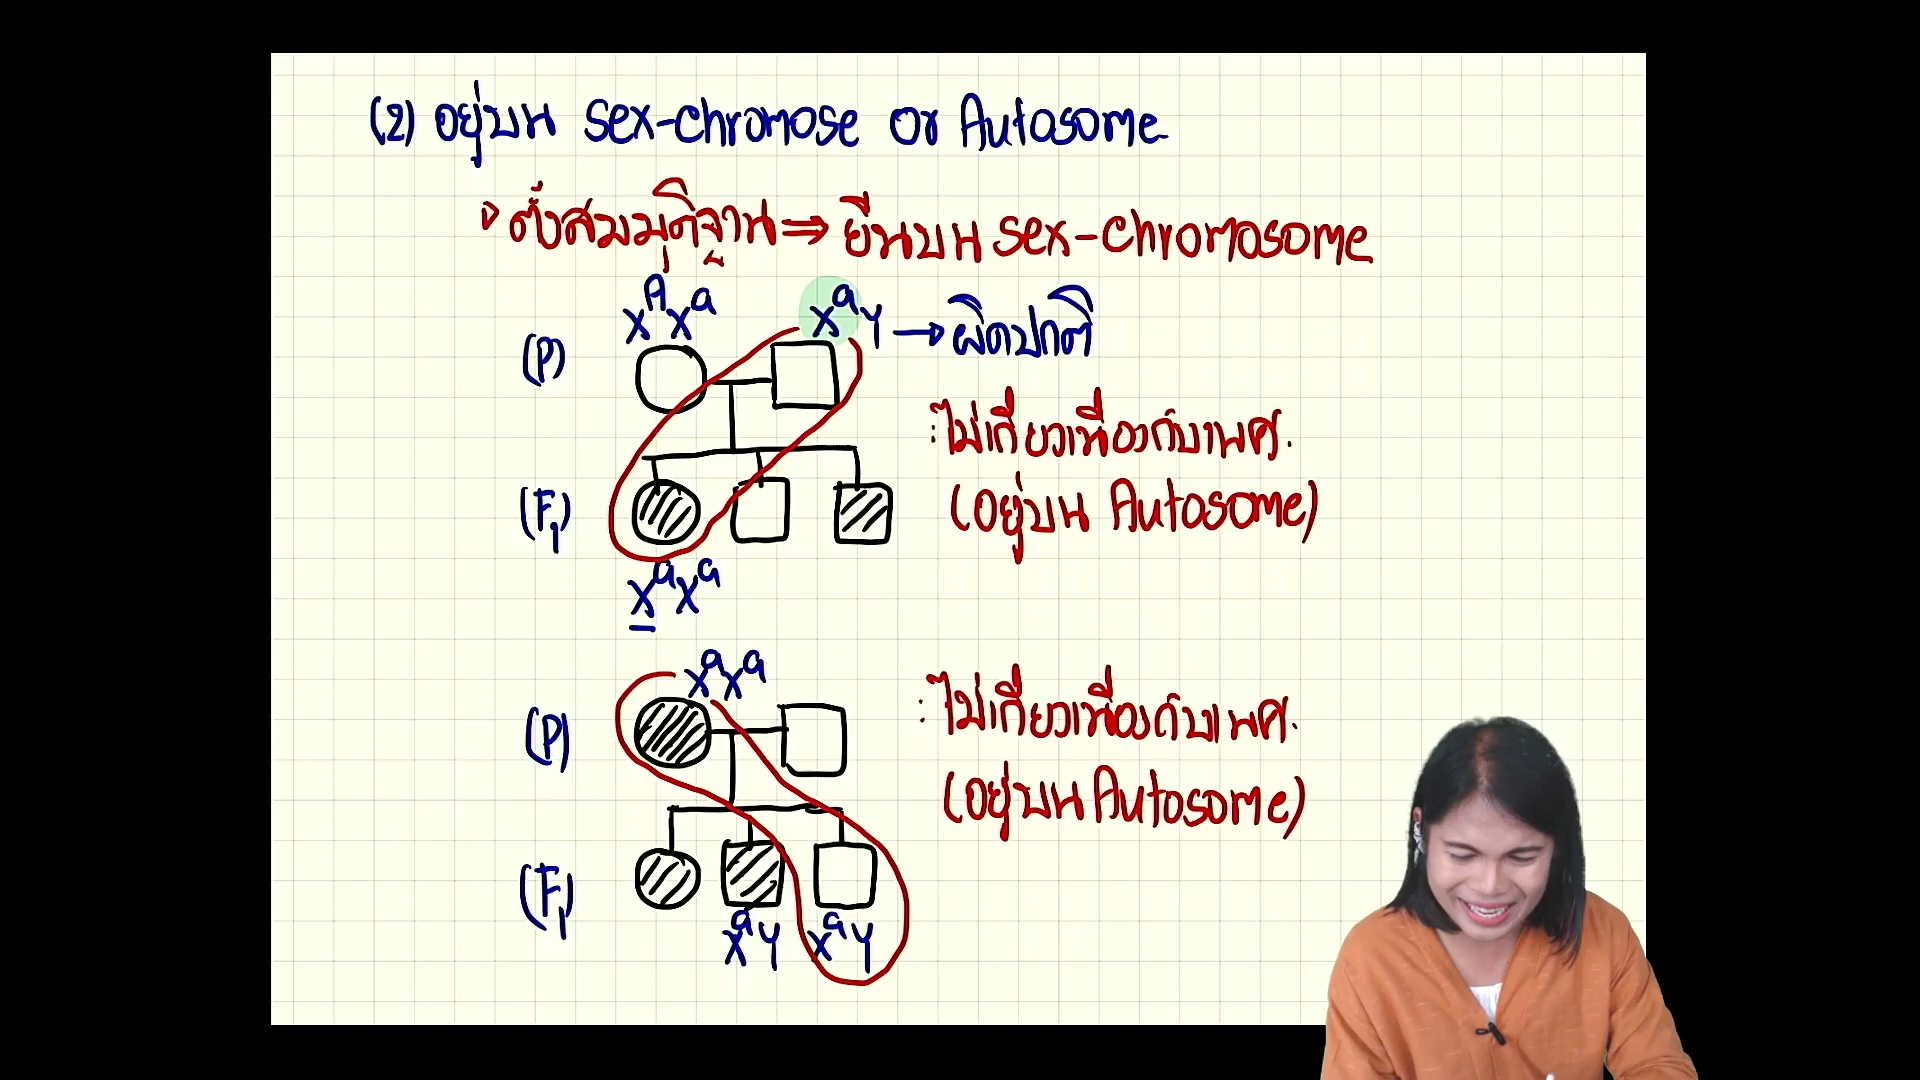 (2) อยู่บน sex-chromose or Autosome
ตั้งสมมุติฐาน ⇒ ยีนบน sex-chromosome
XᴬXᵃ XᵃY → ผิดปกติ
(P)
:ไม่เกี่ยวเนื่องกับเพศ.
(F₁) (อยู่บน Autosome)
XᵃXᵃ
XᵃXᵃ
(P) :ไม่เกี่ยวเนื่องกับเพศ.
(อยู่บน Autosome)
(F₁)
XᵃY XᵃY